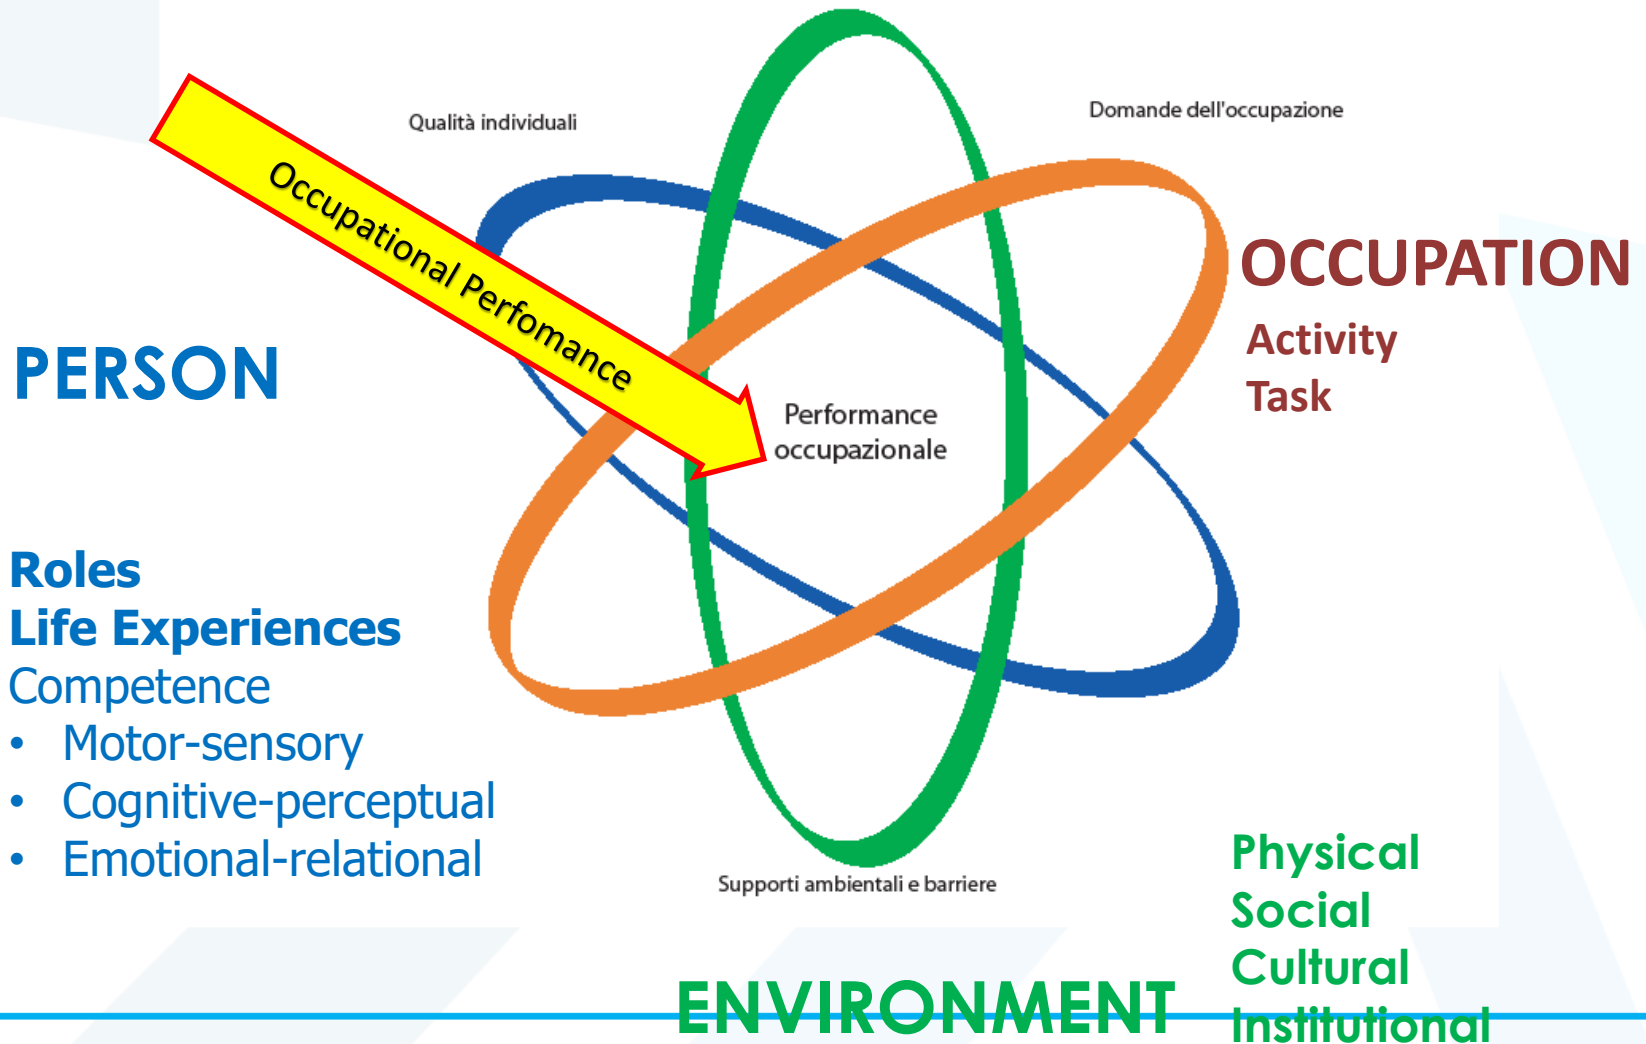 Qualità individuali
Domande dell'occupazione
Occupational Perfomance
OCCUPATION
Activity
Task
PERSON
Performance
occupazionale
Roles
Life Experiences
Competence
• Motor-sensory
• Cognitive-perceptual
• Emotional-relational
Supporti ambientali e barriere
Physical
Social
Cultural
Institutional
ENVIRONMENT